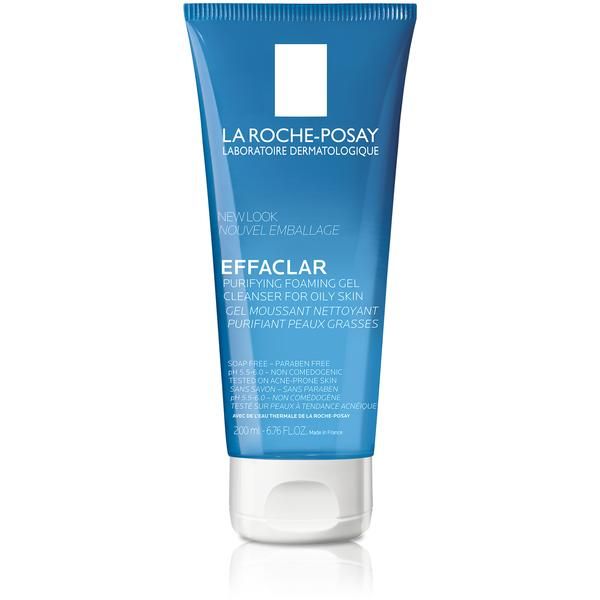 LA ROCHE-POSAY
LABORATOIRE DERMATOLOGIQUE
NEW LOOK
NOUVEL EMBALLAGE
EFFACLAR
PURIFYING FOAMING GEL
CLEANSER FOR OILY SKIN
GEL MOUSSANT NETTOYANT
PURIFIANT PEAUX GRASSES
SOAP FREE – PARABEN FREE
pH 5.5-6.0 – NON COMEDOGENIC
TESTED ON ACNE-PRONE SKIN
SANS SAVON – SANS PARABEN
pH 5.5-6.0 – NON COMÉDOGÈNE
TESTÉ SUR PEAUX À TENDANCE ACNÉIQUE
AVEC DE L'EAU THERMALE DE LA ROCHE-POSAY
200 ml - 6.76 FL.OZ. Made in France